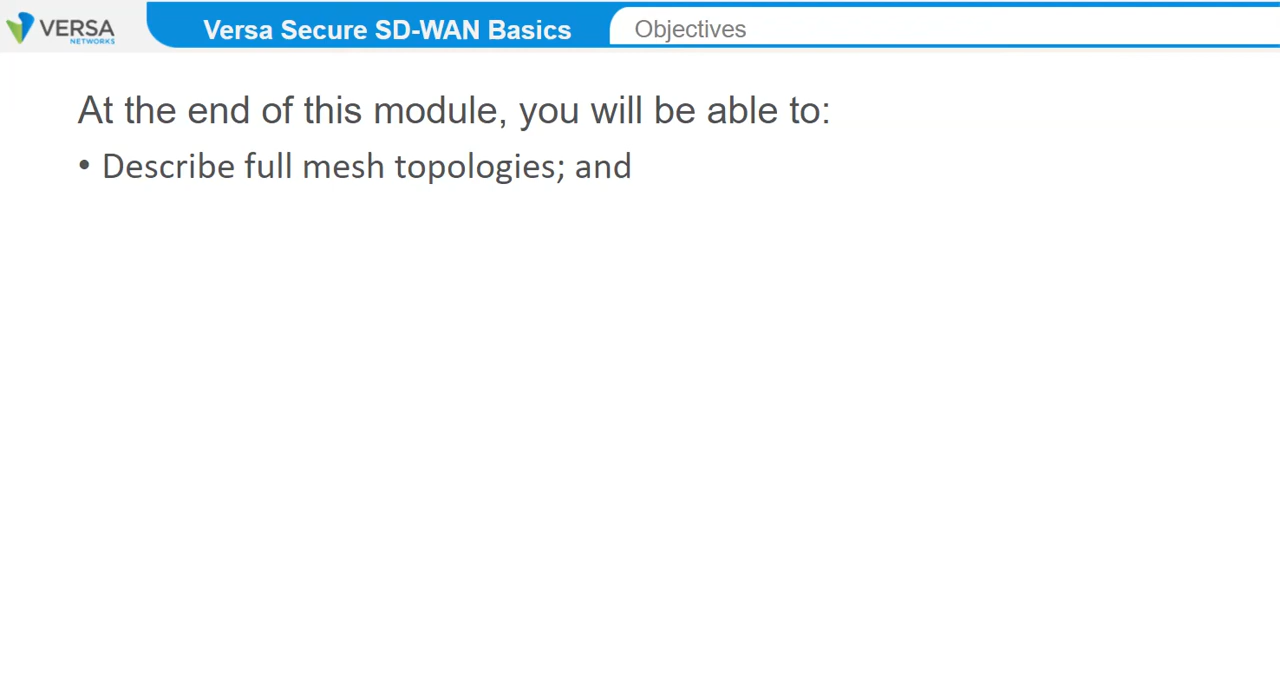 VERSA
NETWORKS
Versa Secure SD-WAN Basics
Objectives
At the end of this module, you will be able to:
• Describe full mesh topologies; and